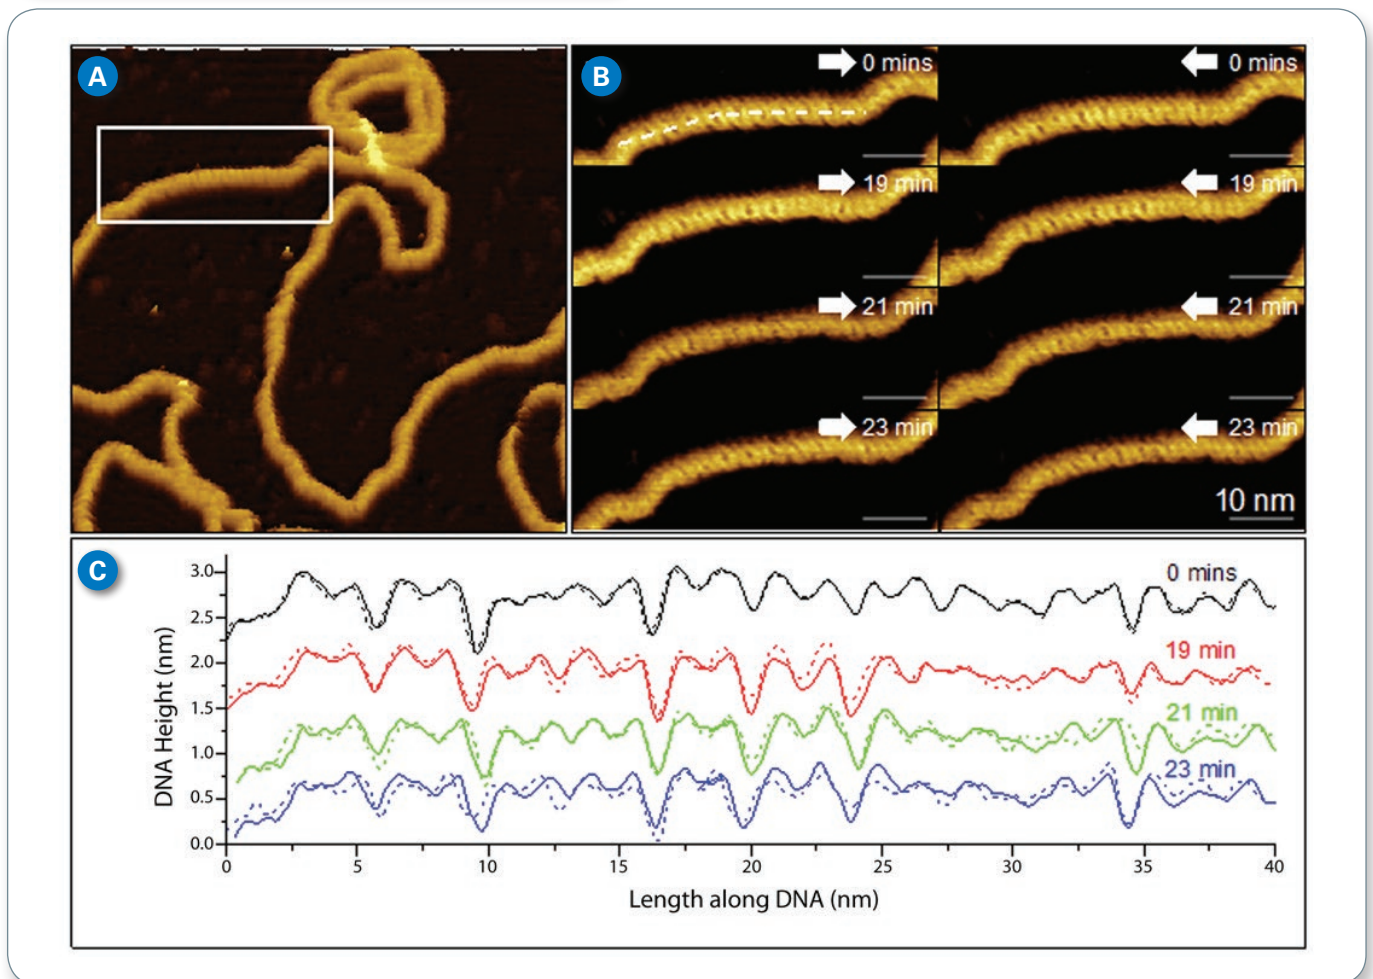 A
B
0 mins
0 mins
19 min
19 min
21 min
21 min
23 min
23 min
10 nm
C
DNA Height (nm)
3.0
2.5
2.0
1.5
1.0
0.5
0.0
0 mins
19 min
21 min
23 min
0 5 10 15 20 25 30 35 40
Length along DNA (nm)